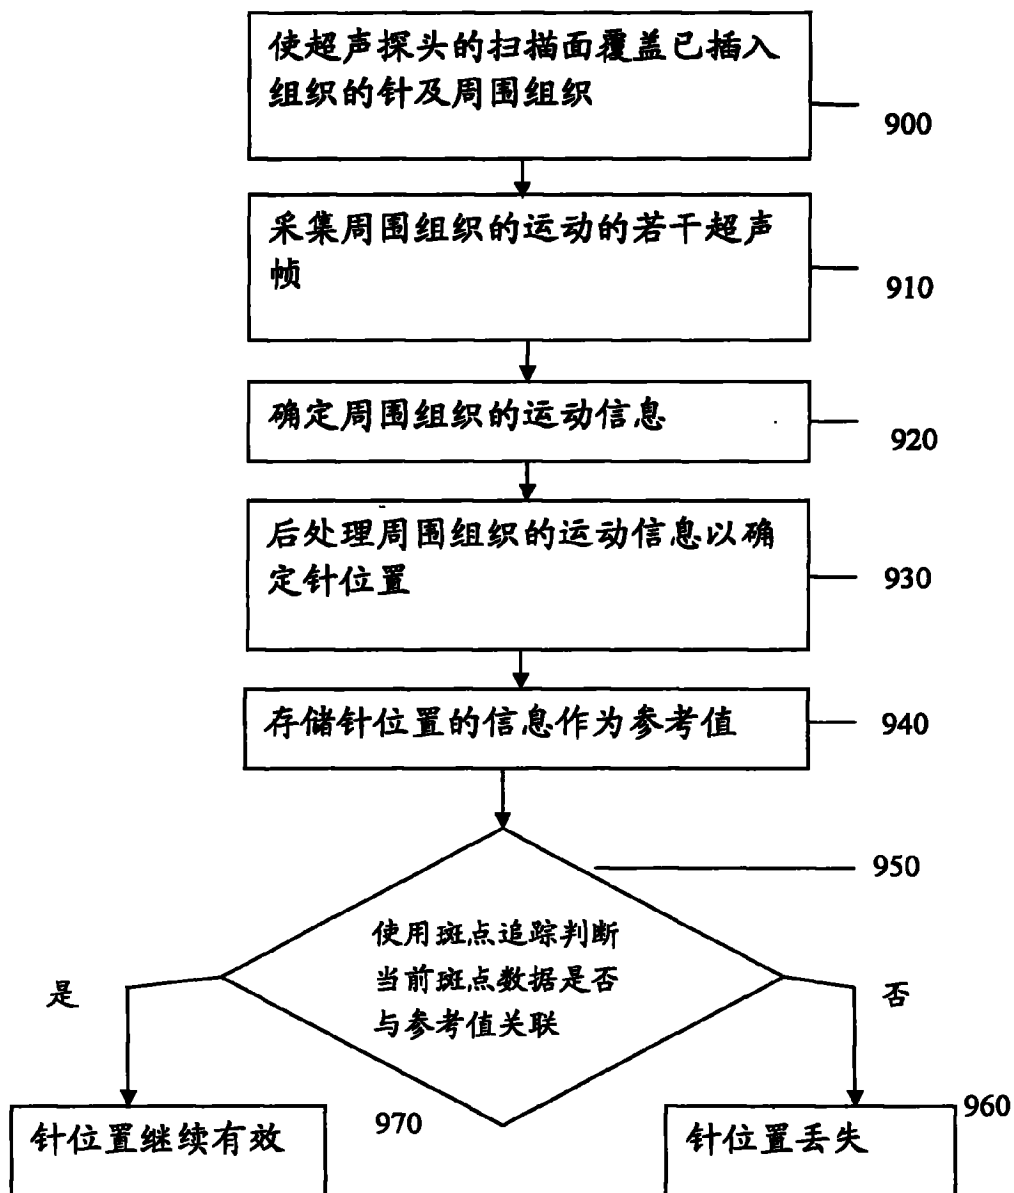 使超声探头的扫描面覆盖已插入
组织的针及周围组织
900
采集周围组织的运动的若干超声
帧
910
确定周围组织的运动信息
920
后处理周围组织的运动信息以确
定针位置
930
存储针位置的信息作为参考值
940
950
使用斑点追踪判断
当前斑点数据是否
与参考值关联
是
否
针位置继续有效
970
针位置丢失
960